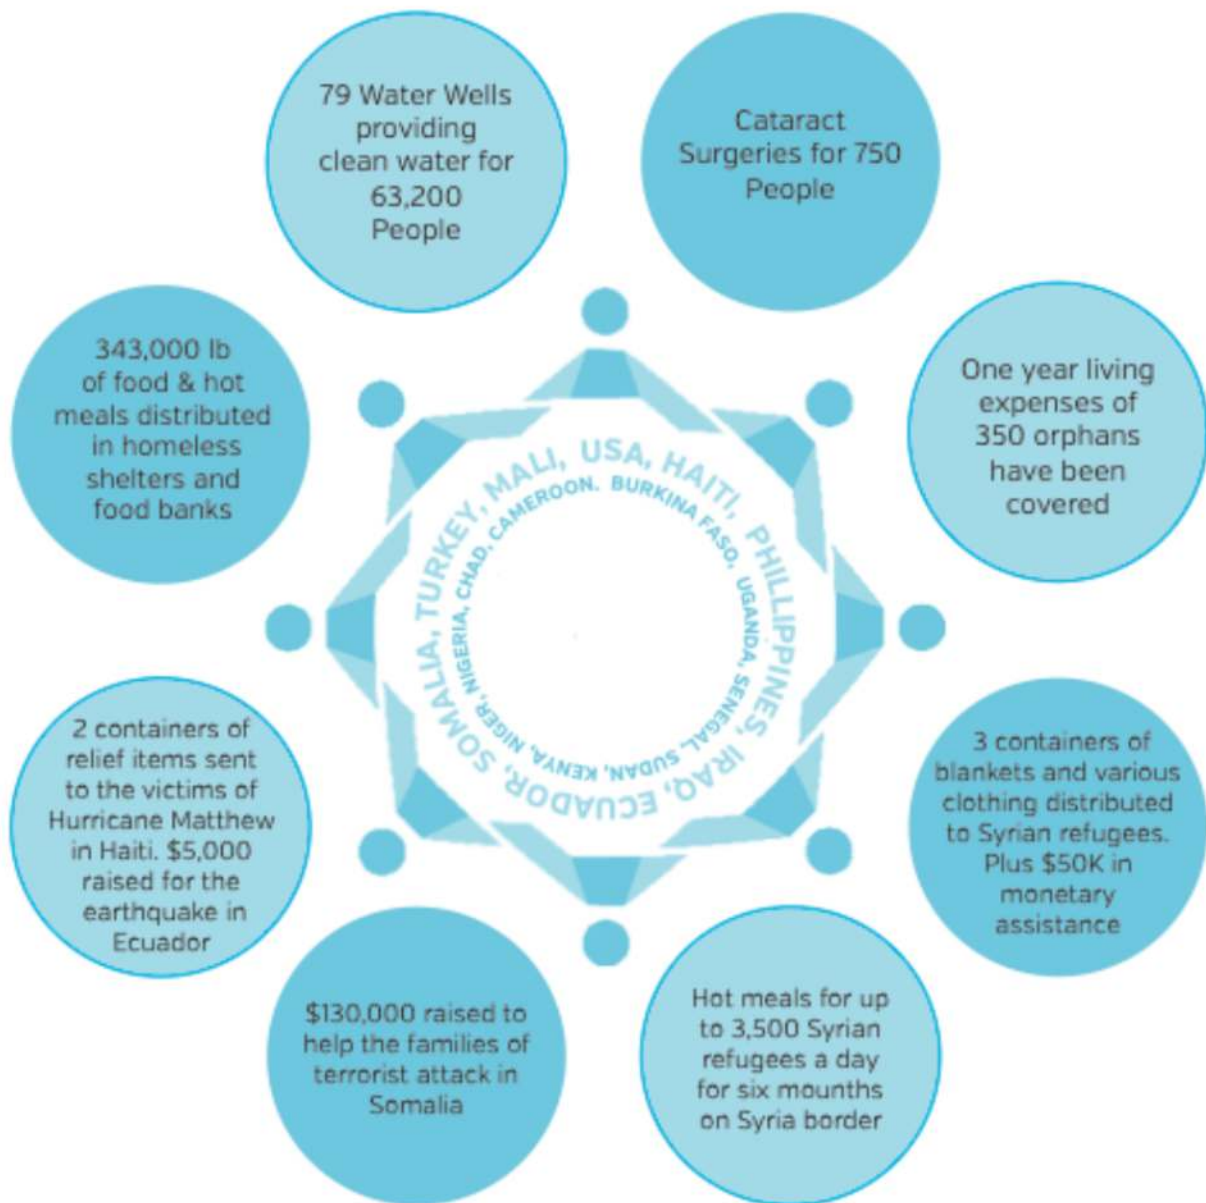 79 Water Wells
providing
clean water for
63,200
People
Cataract
Surgeries for 750
People
343,000 lb
of food & hot
meals distributed
in homeless
shelters and
food banks
One year living
expenses of
350 orphans
have been
covered
SOMALIA, TURKEY, MALI, USA, HAITI, PHILLIPPINES, IRAQ, ECUADOR,
BURKINA FASO, UGANDA, SENEGAL, SUDAN, KENYA, NIGER, NIGERIA, CHAD, CAMEROON.
2 containers of
relief items sent
to the victims of
Hurricane Matthew
in Haiti. $5,000
raised for the
earthquake in
Ecuador
3 containers of
blankets and various
clothing distributed
to Syrian refugees.
Plus $50K in
monetary
assistance
$130,000 raised to
help the families of
terrorist attack in
Somalia
Hot meals for up
to 3,500 Syrian
refugees a day
for six mounths
on Syria border